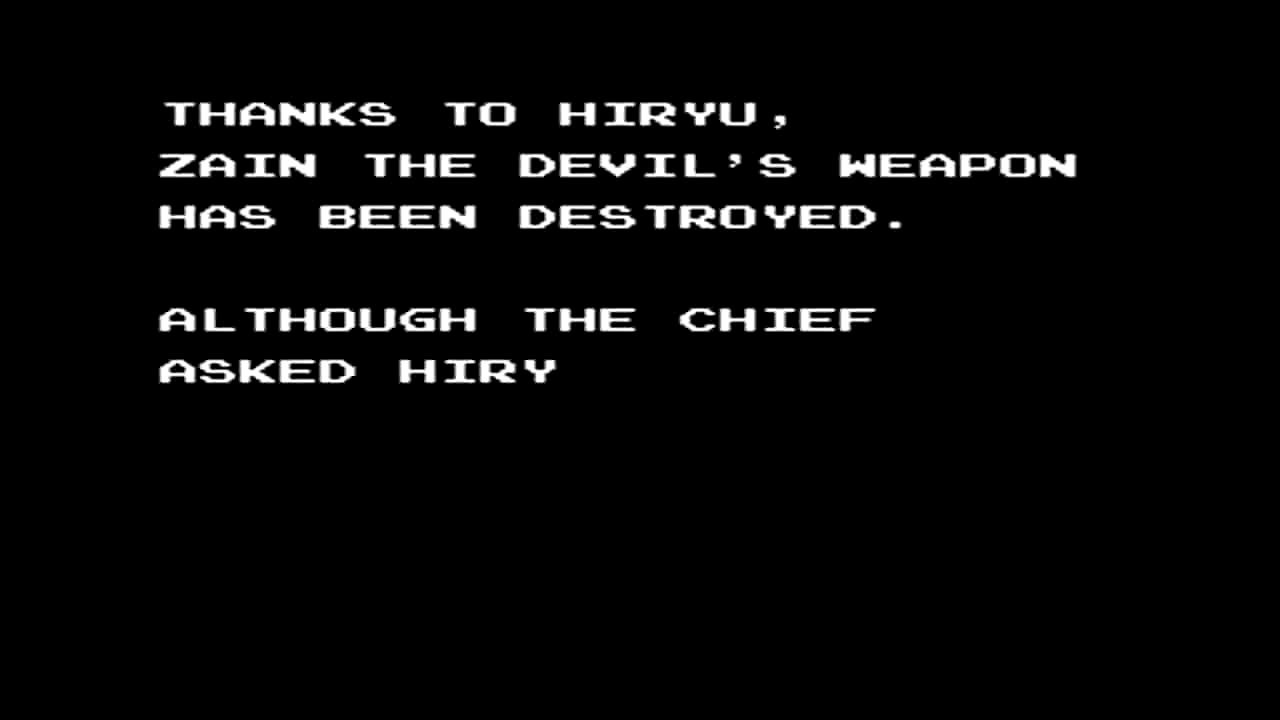 THANKS TO HIRYU,
ZAIN THE DEVIL'S WEAPON
HAS BEEN DESTROYED.
ALTHOUGH THE CHIEF
ASKED HIRY